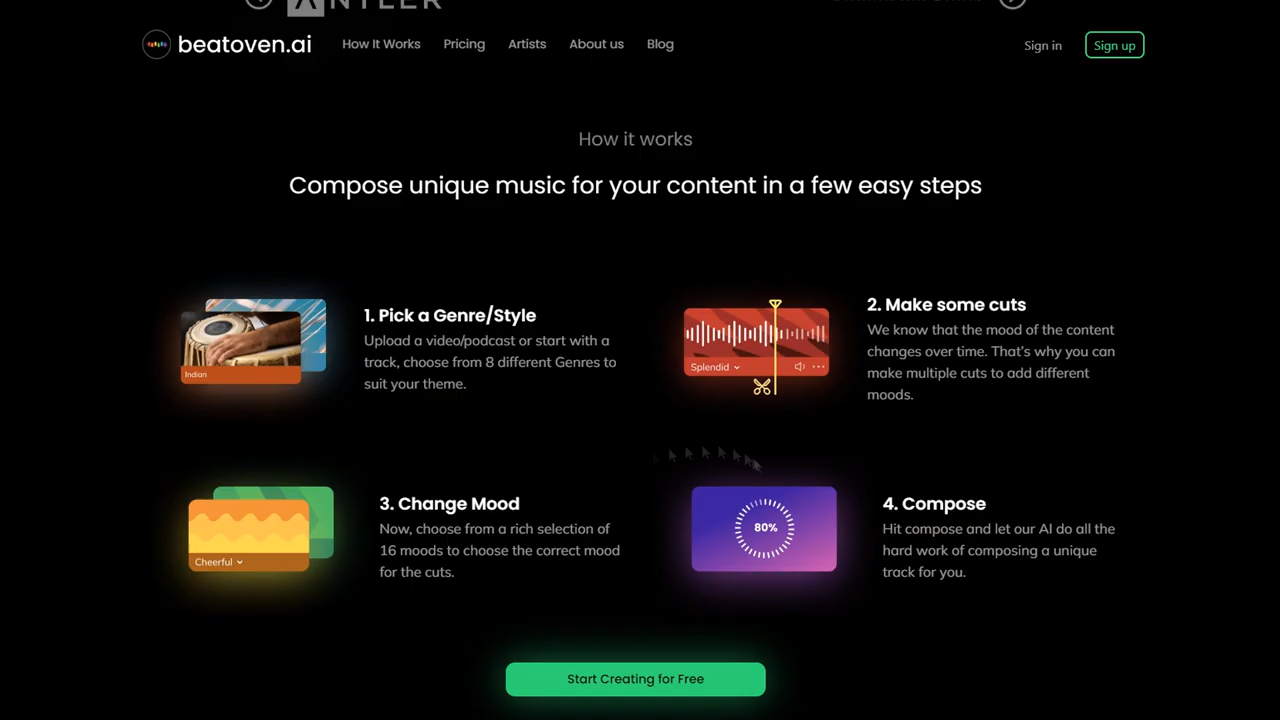 ANTLER
beatoven.ai
How It Works
Pricing
Artists
About us
Blog
Sign in
Sign up
How it works
Compose unique music for your content in a few easy steps
Indian
1. Pick a Genre/Style
Upload a video/podcast or start with a
track, choose from 8 different Genres to
suit your theme.
Splendid
2. Make some cuts
We know that the mood of the content
changes over time. That's why you can
make multiple cuts to add different
moods.
Cheerful
3. Change Mood
Now, choose from a rich selection of
16 moods to choose the correct mood
for the cuts.
80%
4. Compose
Hit compose and let our AI do all the
hard work of composing a unique
track for you.
Start Creating for Free